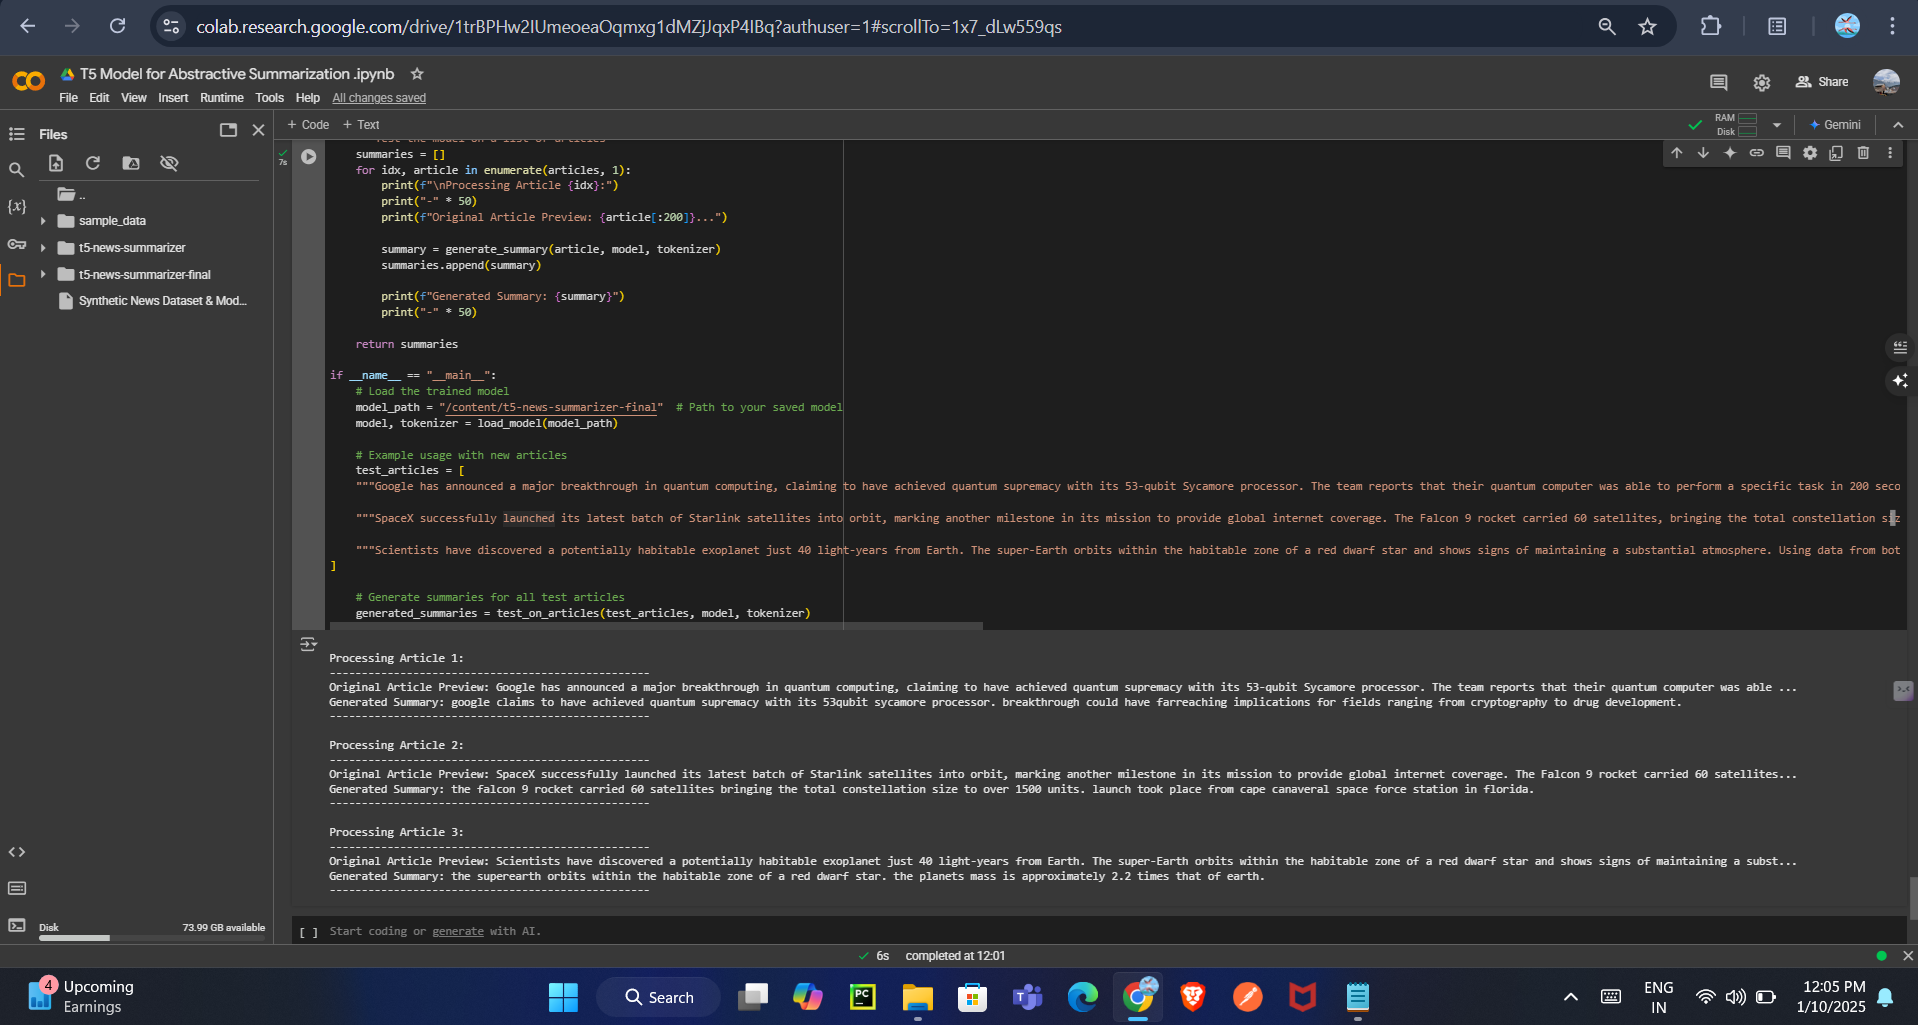 colab.research.google.com/drive/1trBPHw2IUmeoeaOqmxg1dMZjJqxP4IBq?authuser=1#scrollTo=1x7_dLw559qs
T5 Model for Abstractive Summarization .ipynb
File Edit View Insert Runtime Tools Help All changes saved
Share
Files
+ Code + Text
RAM
Disk
Gemini
..
sample_data
t5-news-summarizer
t5-news-summarizer-final
Synthetic News Dataset & Mod...
7s
summaries = []
for idx, article in enumerate(articles, 1):
print(f"\nProcessing Article {idx}:")
print("-" * 50)
print(f"Original Article Preview: {article[:200]}...")
summary = generate_summary(article, model, tokenizer)
summaries.append(summary)
print(f"Generated Summary: {summary}")
print("-" * 50)
return summaries
if __name__ == "__main__":
# Load the trained model
model_path = "/content/t5-news-summarizer-final" # Path to your saved model
model, tokenizer = load_model(model_path)
# Example usage with new articles
test_articles = [
"""Google has announced a major breakthrough in quantum computing, claiming to have achieved quantum supremacy with its 53-qubit Sycamore processor. The team reports that their quantum computer was able to perform a specific task in 200 seco
"""SpaceX successfully launched its latest batch of Starlink satellites into orbit, marking another milestone in its mission to provide global internet coverage. The Falcon 9 rocket carried 60 satellites, bringing the total constellation siz
"""Scientists have discovered a potentially habitable exoplanet just 40 light-years from Earth. The super-Earth orbits within the habitable zone of a red dwarf star and shows signs of maintaining a substantial atmosphere. Using data from bot
]
# Generate summaries for all test articles
generated_summaries = test_on_articles(test_articles, model, tokenizer)
Processing Article 1:
--------------------------------------------------
Original Article Preview: Google has announced a major breakthrough in quantum computing, claiming to have achieved quantum supremacy with its 53-qubit Sycamore processor. The team reports that their quantum computer was able ...
Generated Summary: google claims to have achieved quantum supremacy with its 53qubit sycamore processor. breakthrough could have farreaching implications for fields ranging from cryptography to drug development.
--------------------------------------------------
Processing Article 2:
--------------------------------------------------
Original Article Preview: SpaceX successfully launched its latest batch of Starlink satellites into orbit, marking another milestone in its mission to provide global internet coverage. The Falcon 9 rocket carried 60 satellites...
Generated Summary: the falcon 9 rocket carried 60 satellites bringing the total constellation size to over 1500 units. launch took place from cape canaveral space force station in florida.
--------------------------------------------------
Processing Article 3:
--------------------------------------------------
Original Article Preview: Scientists have discovered a potentially habitable exoplanet just 40 light-years from Earth. The super-Earth orbits within the habitable zone of a red dwarf star and shows signs of maintaining a subst...
Generated Summary: the superearth orbits within the habitable zone of a red dwarf star. the planets mass is approximately 2.2 times that of earth.
--------------------------------------------------
[ ] Start coding or generate with AI.
Disk 73.99 GB available
6s completed at 12:01
4
Upcoming
Earnings
Search
PC
ENG
IN
12:05 PM
1/10/2025